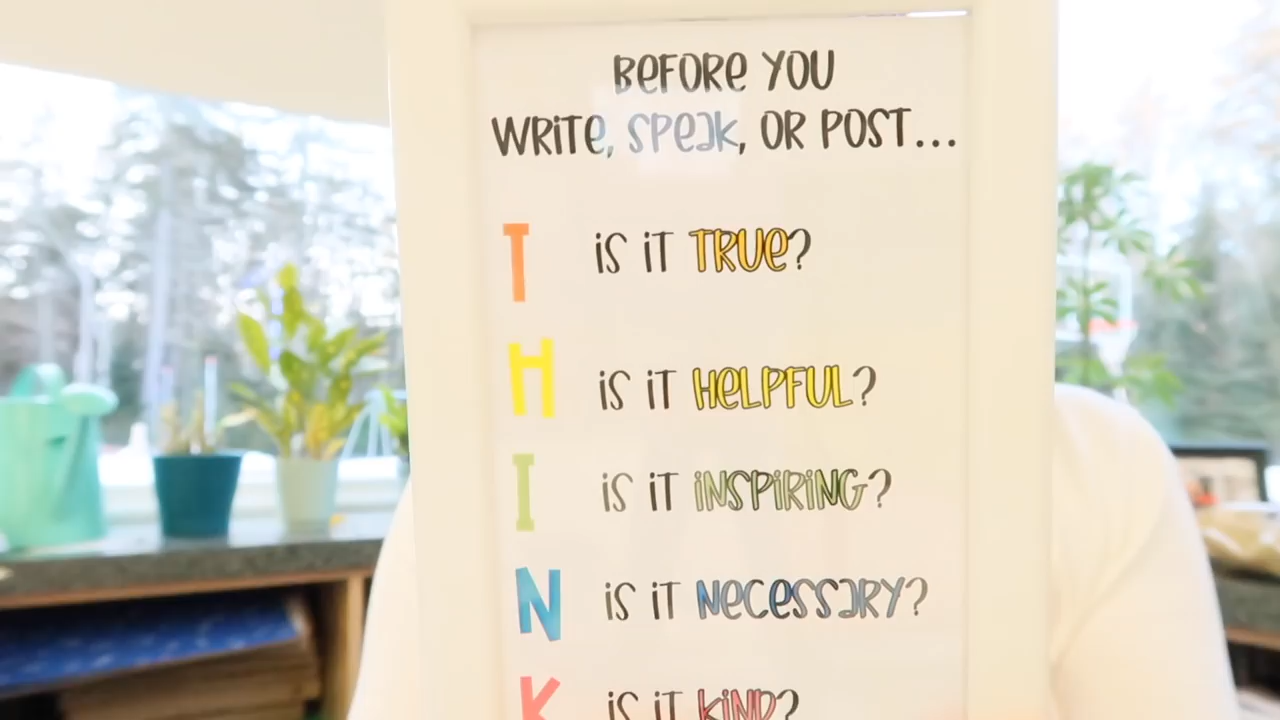 BEFORE YOU
WRITE, SPEAK, OR POST...
T IS IT TRUE?
H IS IT HELPFUL?
I IS IT INSPIRING?
N IS IT NECESSARY?
K IS IT KIND?